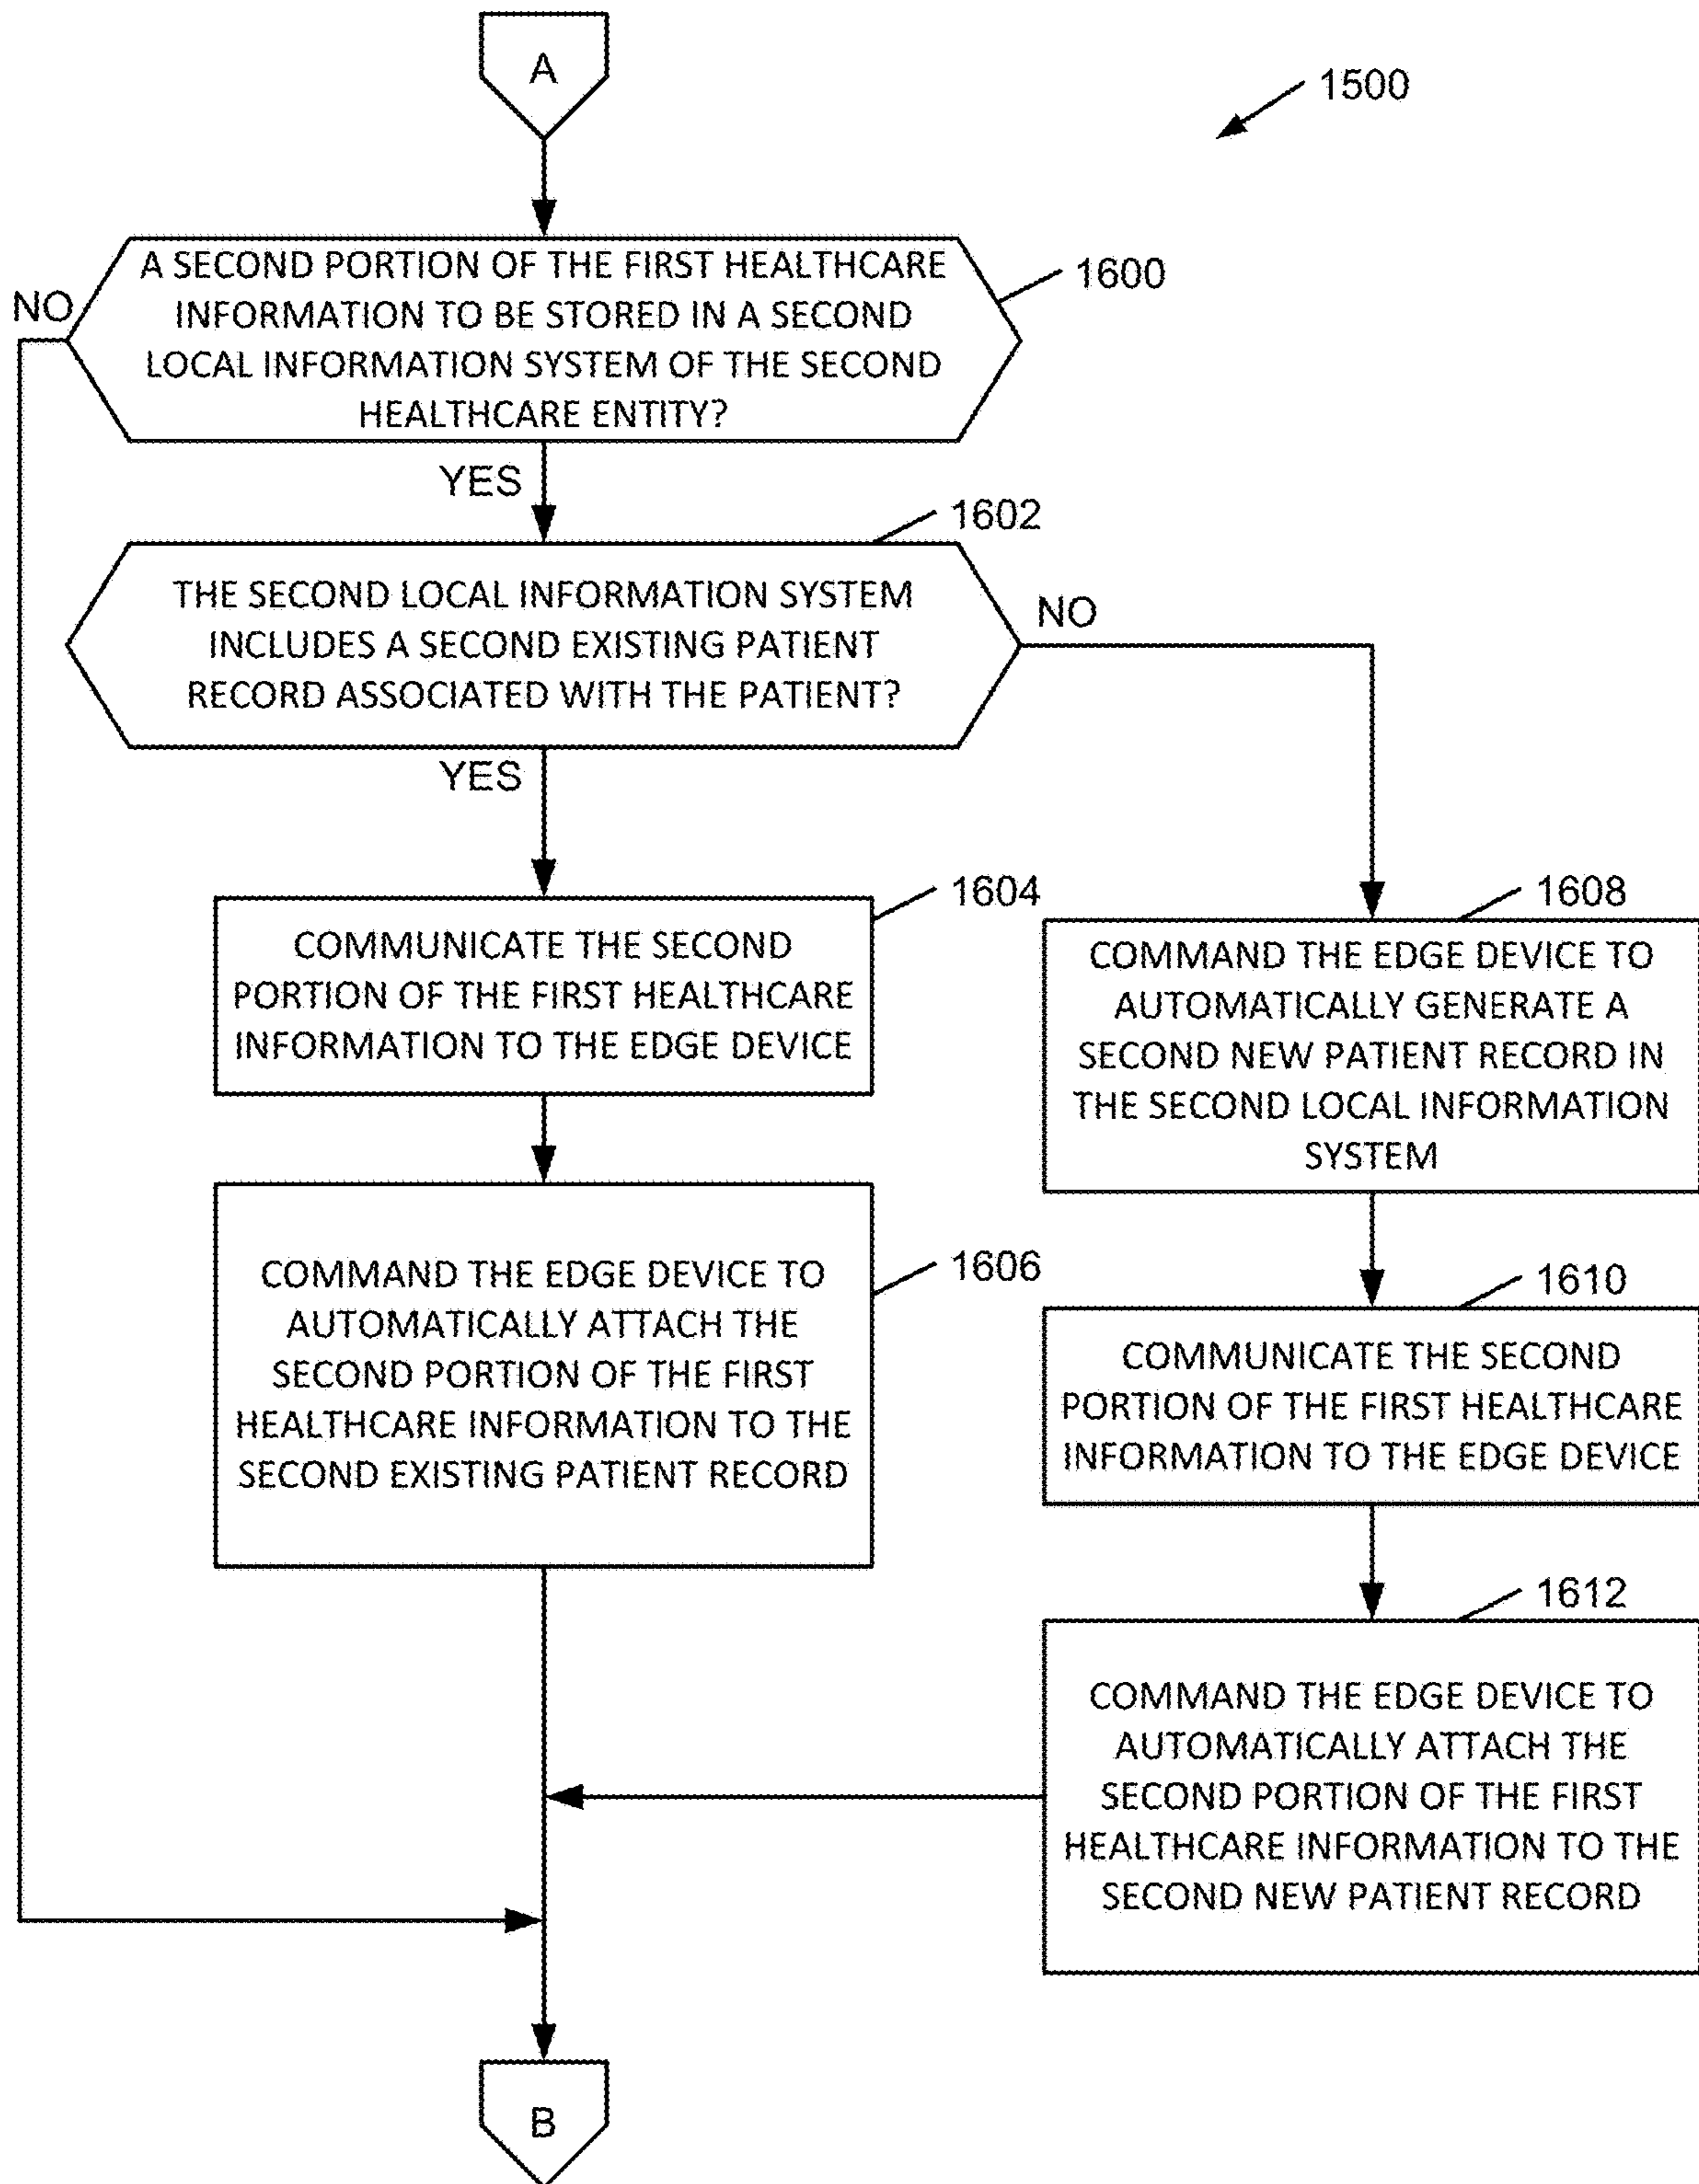 A
1500
A SECOND PORTION OF THE FIRST HEALTHCARE
INFORMATION TO BE STORED IN A SECOND
LOCAL INFORMATION SYSTEM OF THE SECOND
HEALTHCARE ENTITY?
1600
NO
YES
1602
THE SECOND LOCAL INFORMATION SYSTEM
INCLUDES A SECOND EXISTING PATIENT
RECORD ASSOCIATED WITH THE PATIENT?
NO
YES
1604
COMMUNICATE THE SECOND
PORTION OF THE FIRST HEALTHCARE
INFORMATION TO THE EDGE DEVICE
1606
COMMAND THE EDGE DEVICE TO
AUTOMATICALLY ATTACH THE
SECOND PORTION OF THE FIRST
HEALTHCARE INFORMATION TO THE
SECOND EXISTING PATIENT RECORD
1608
COMMAND THE EDGE DEVICE TO
AUTOMATICALLY GENERATE A
SECOND NEW PATIENT RECORD IN
THE SECOND LOCAL INFORMATION
SYSTEM
1610
COMMUNICATE THE SECOND
PORTION OF THE FIRST HEALTHCARE
INFORMATION TO THE EDGE DEVICE
1612
COMMAND THE EDGE DEVICE TO
AUTOMATICALLY ATTACH THE
SECOND PORTION OF THE FIRST
HEALTHCARE INFORMATION TO THE
SECOND NEW PATIENT RECORD
B